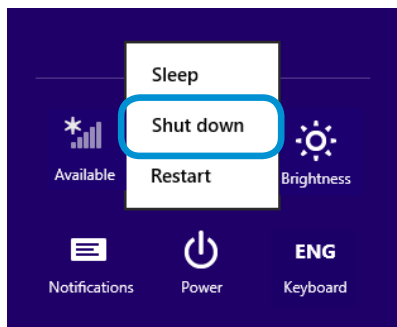 Sleep
Shut down
Available
Restart
Brightness
ENG
Notifications
Power
Keyboard